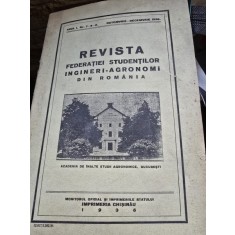 REVISTA
FEDERAȚIEI STUDENȚILOR
INGINERI-AGRONOMI
DIN ROMÂNIA
ACADEMIA DE ÎNALTE STUDII AGRONOMICE, BUCUREȘTI
MONITORUL OFICIAL ȘI IMPRIMERIILE STATULUI
IMPRIMERIA CHIȘINĂU